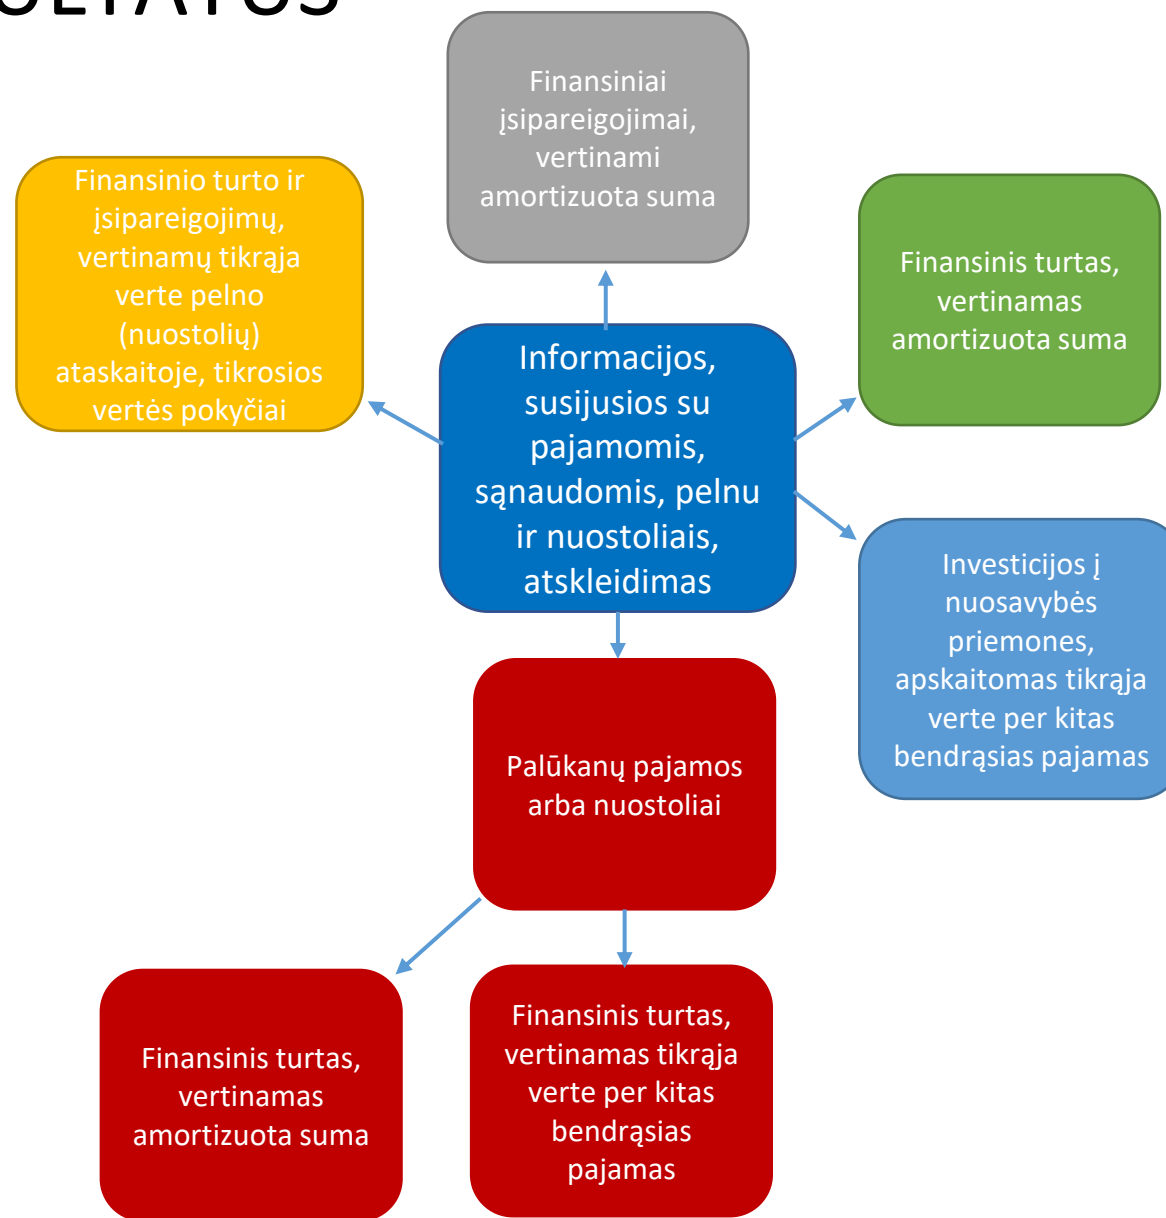 ULTATUS
Finansiniai
įsipareigojimai,
vertinami
amortizuota suma
Finansinio turto ir
įsipareigojimų,
vertinamų tikrąja
verte pelno
(nuostolių)
ataskaitoje, tikrosios
vertės pokyčiai
Finansinis turtas,
vertinamas
amortizuota suma
Informacijos,
susijusios su
pajamomis,
sąnaudomis, pelnu
ir nuostoliais,
atskleidimas
Investicijos į
nuosavybės
priemones,
apskaitomas tikrąja
verte per kitas
bendrąsias pajamas
Palūkanų pajamos
arba nuostoliai
Finansinis turtas,
vertinamas
amortizuota suma
Finansinis turtas,
vertinamas tikrąja
verte per kitas
bendrąsias
pajamas